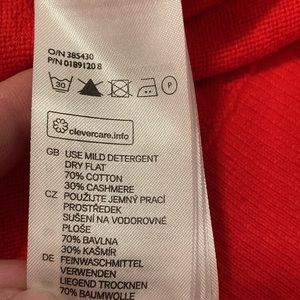 O/N 385430
P/N 0189120 8
30 P
clevercare.info
GB USE MILD DETERGENT
DRY FLAT
70% COTTON
30% CASHMERE
CZ POUŽIJTE JEMNÝ PRACÍ
PROSTŘEDEK
SUŠENÍ NA VODOROVNÉ
PLOŠE
70% BAVLNA
30% KAŠMÍR
DE FEINWASCHMITTEL
VERWENDEN
LIEGEND TROCKNEN
70% BAUMWOLLE